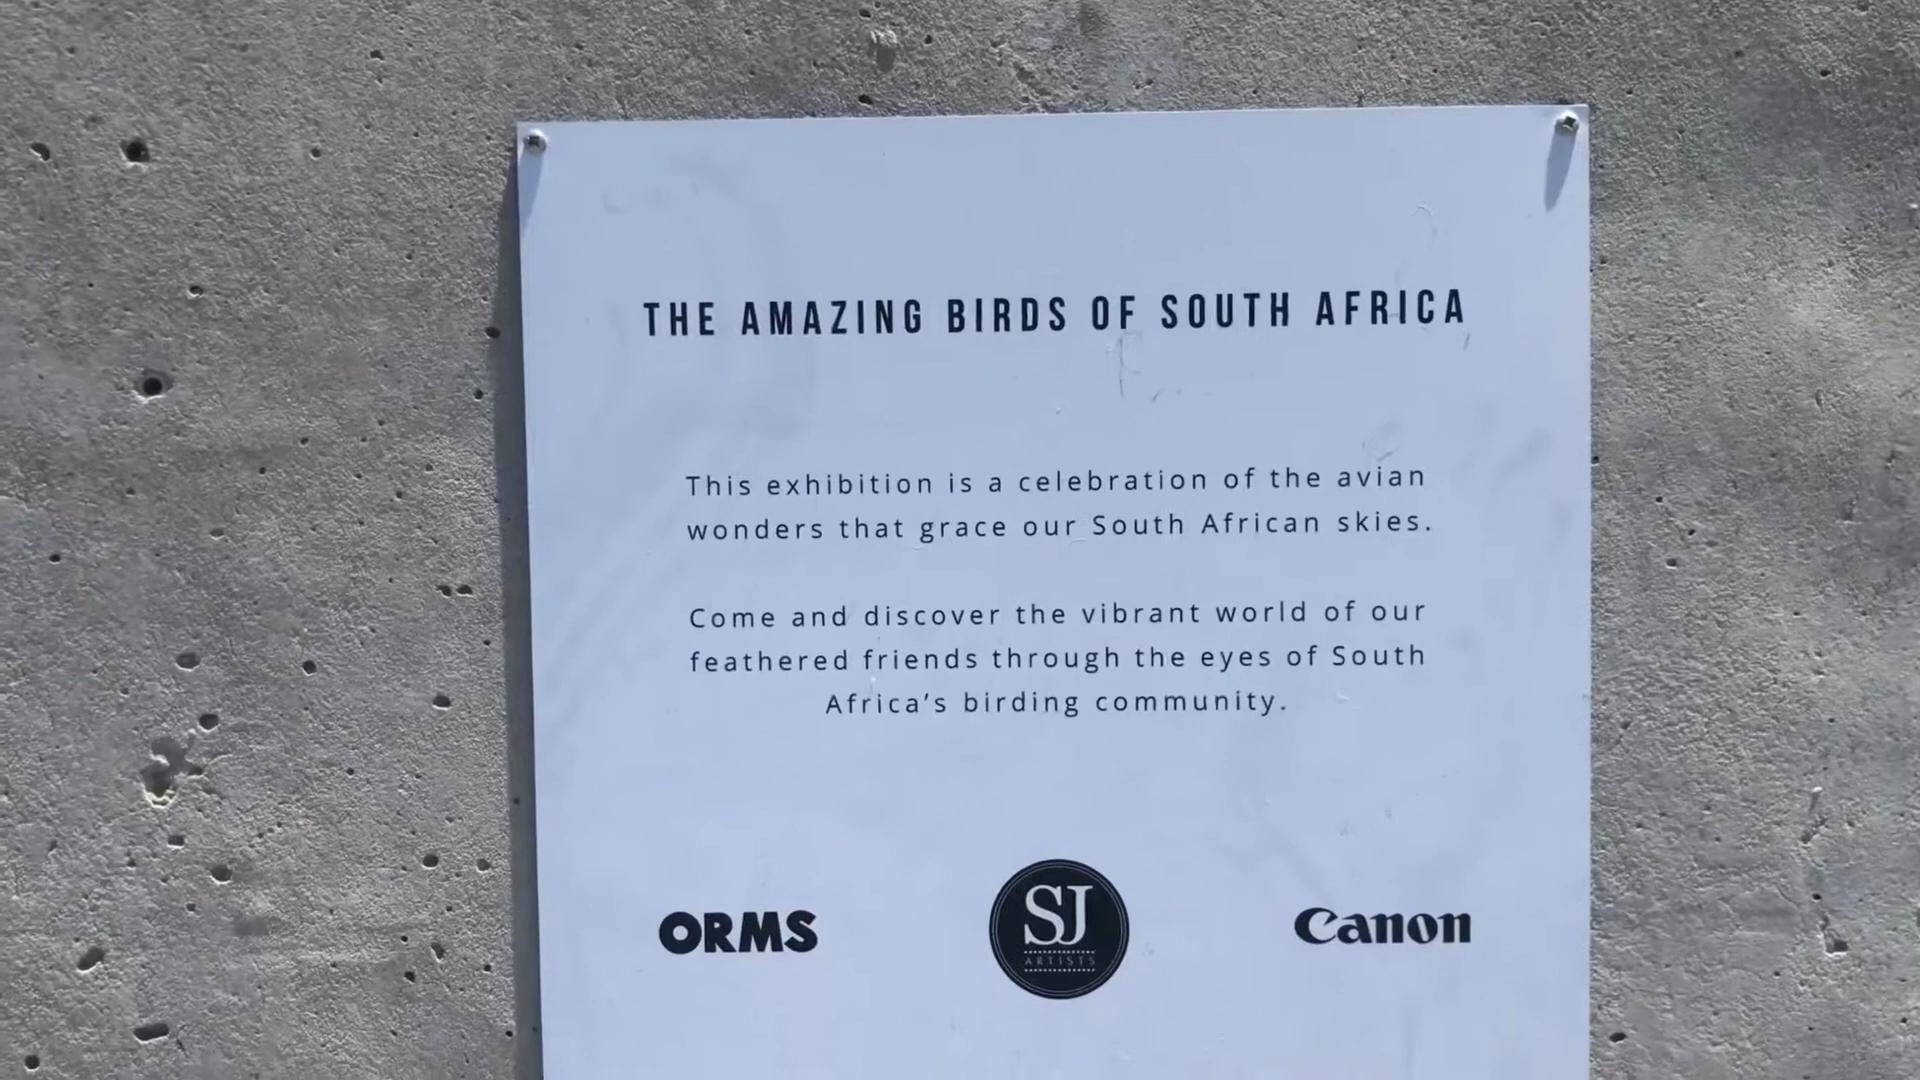 THE AMAZING BIRDS OF SOUTH AFRICA
This exhibition is a celebration of the avian
wonders that grace our South African skies.
Come and discover the vibrant world of our
feathered friends through the eyes of South
Africa’s birding community.
ORMS
SJ
ARTISTS
Canon